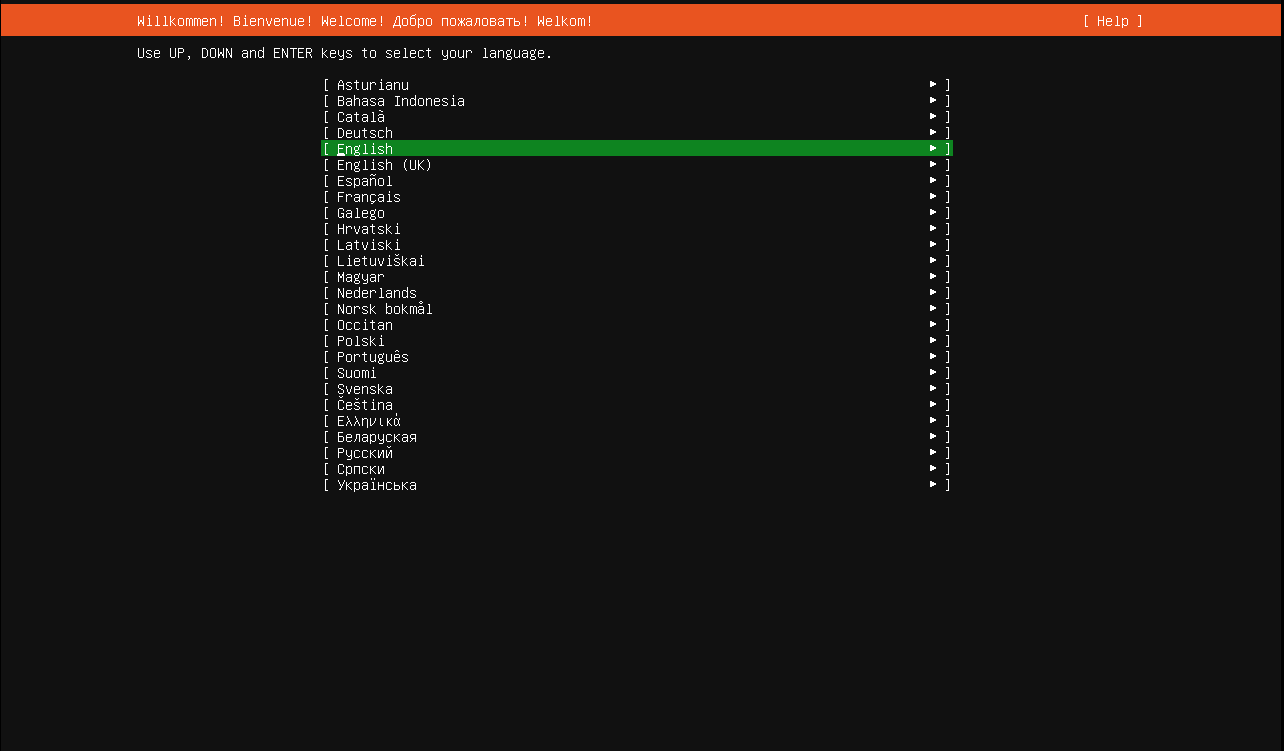 Willkommen! Bienvenue! Welcome! Добро пожаловать! Welkom! [ Help ]
Use UP, DOWN and ENTER keys to select your language.
[ Asturianu ► ]
[ Bahasa Indonesia ► ]
[ Català ► ]
[ Deutsch ► ]
[ English ► ]
[ English (UK) ► ]
[ Español ► ]
[ Français ► ]
[ Galego ► ]
[ Hrvatski ► ]
[ Latviski ► ]
[ Lietuviškai ► ]
[ Magyar ► ]
[ Nederlands ► ]
[ Norsk bokmål ► ]
[ Occitan ► ]
[ Polski ► ]
[ Português ► ]
[ Suomi ► ]
[ Svenska ► ]
[ Čeština ► ]
[ Ελληνικά ► ]
[ Беларуская ► ]
[ Русский ► ]
[ Српски ► ]
[ Українська ► ]